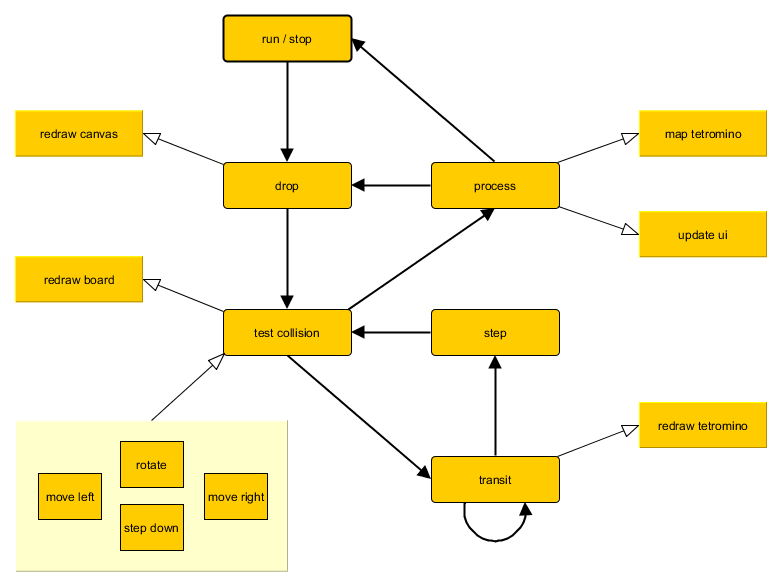 run / stop
redraw canvas
map tetromino
drop
process
update ui
redraw board
test collision
step
redraw tetromino
rotate
transit
move left
move right
step down